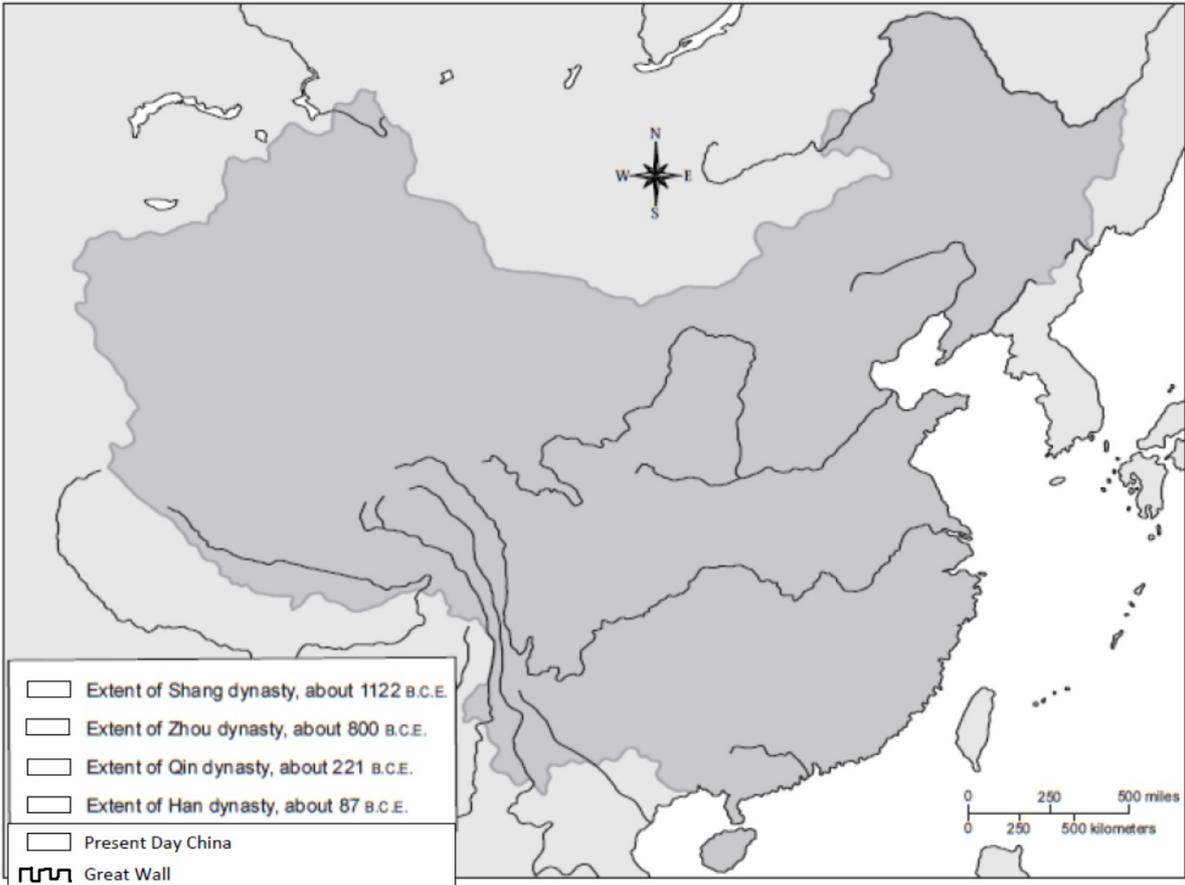 N
W E
S
Extent of Shang dynasty, about 1122 B.C.E.
Extent of Zhou dynasty, about 800 B.C.E.
Extent of Qin dynasty, about 221 B.C.E.
Extent of Han dynasty, about 87 B.C.E.
Present Day China
Great Wall
0 250 500 miles
0 250 500 kilometers